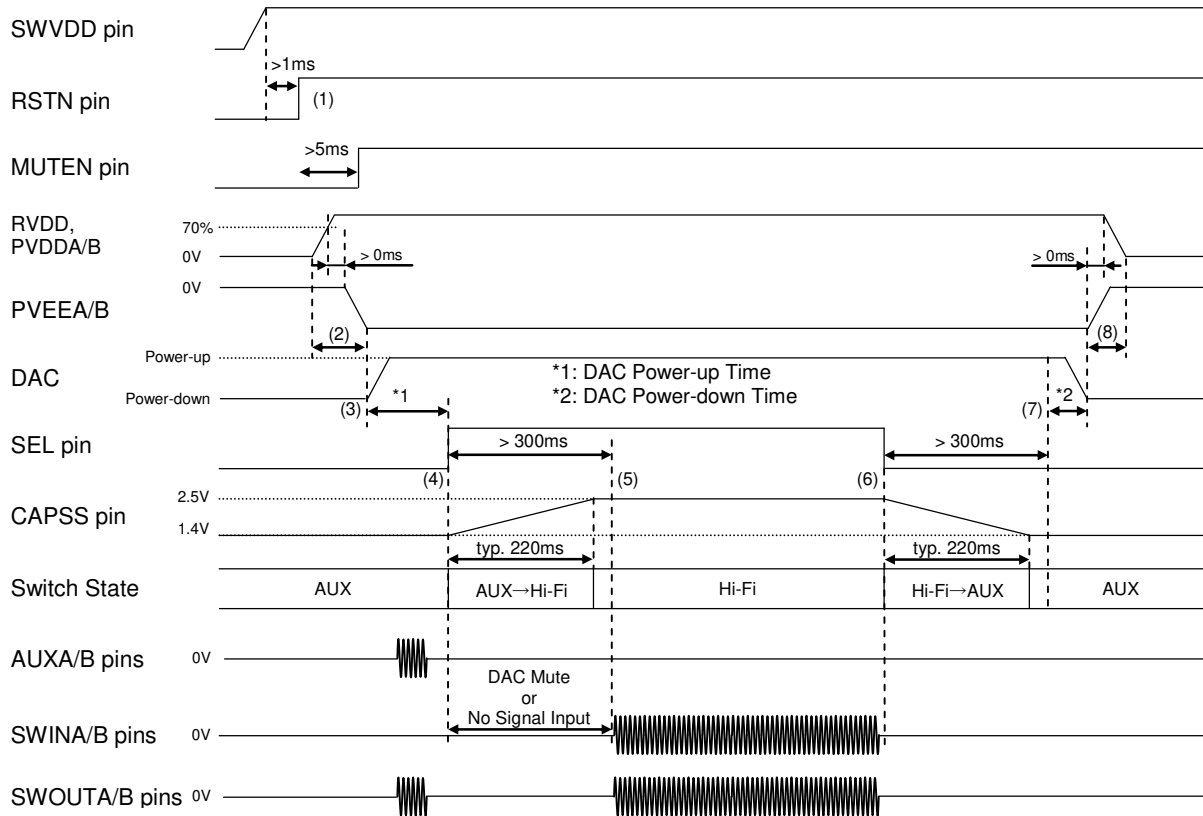 SWVDD pin
>1ms
RSTN pin
(1)
>5ms
MUTEN pin
RVDD,
PVDDA/B
70%
0V
> 0ms
> 0ms
0V
PVEEA/B
(2)
(8)
Power-up
DAC
*1: DAC Power-up Time
*2: DAC Power-down Time
Power-down
(3)
*1
(7)
*2
SEL pin
> 300ms
> 300ms
(4)
(5)
(6)
2.5V
CAPSS pin
1.4V
typ. 220ms
typ. 220ms
Switch State
AUX
AUX→Hi-Fi
Hi-Fi
Hi-Fi→AUX
AUX
AUXA/B pins
0V
DAC Mute
or
No Signal Input
SWINA/B pins
0V
SWOUTA/B pins
0V